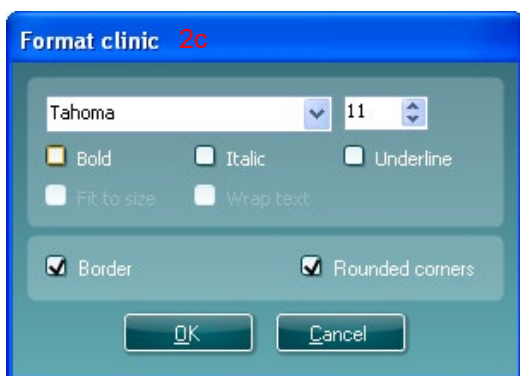 Format clinic 2c
Tahoma 11
Bold Italic Underline
Fit to size Wrap text
Border Rounded corners
OK Cancel